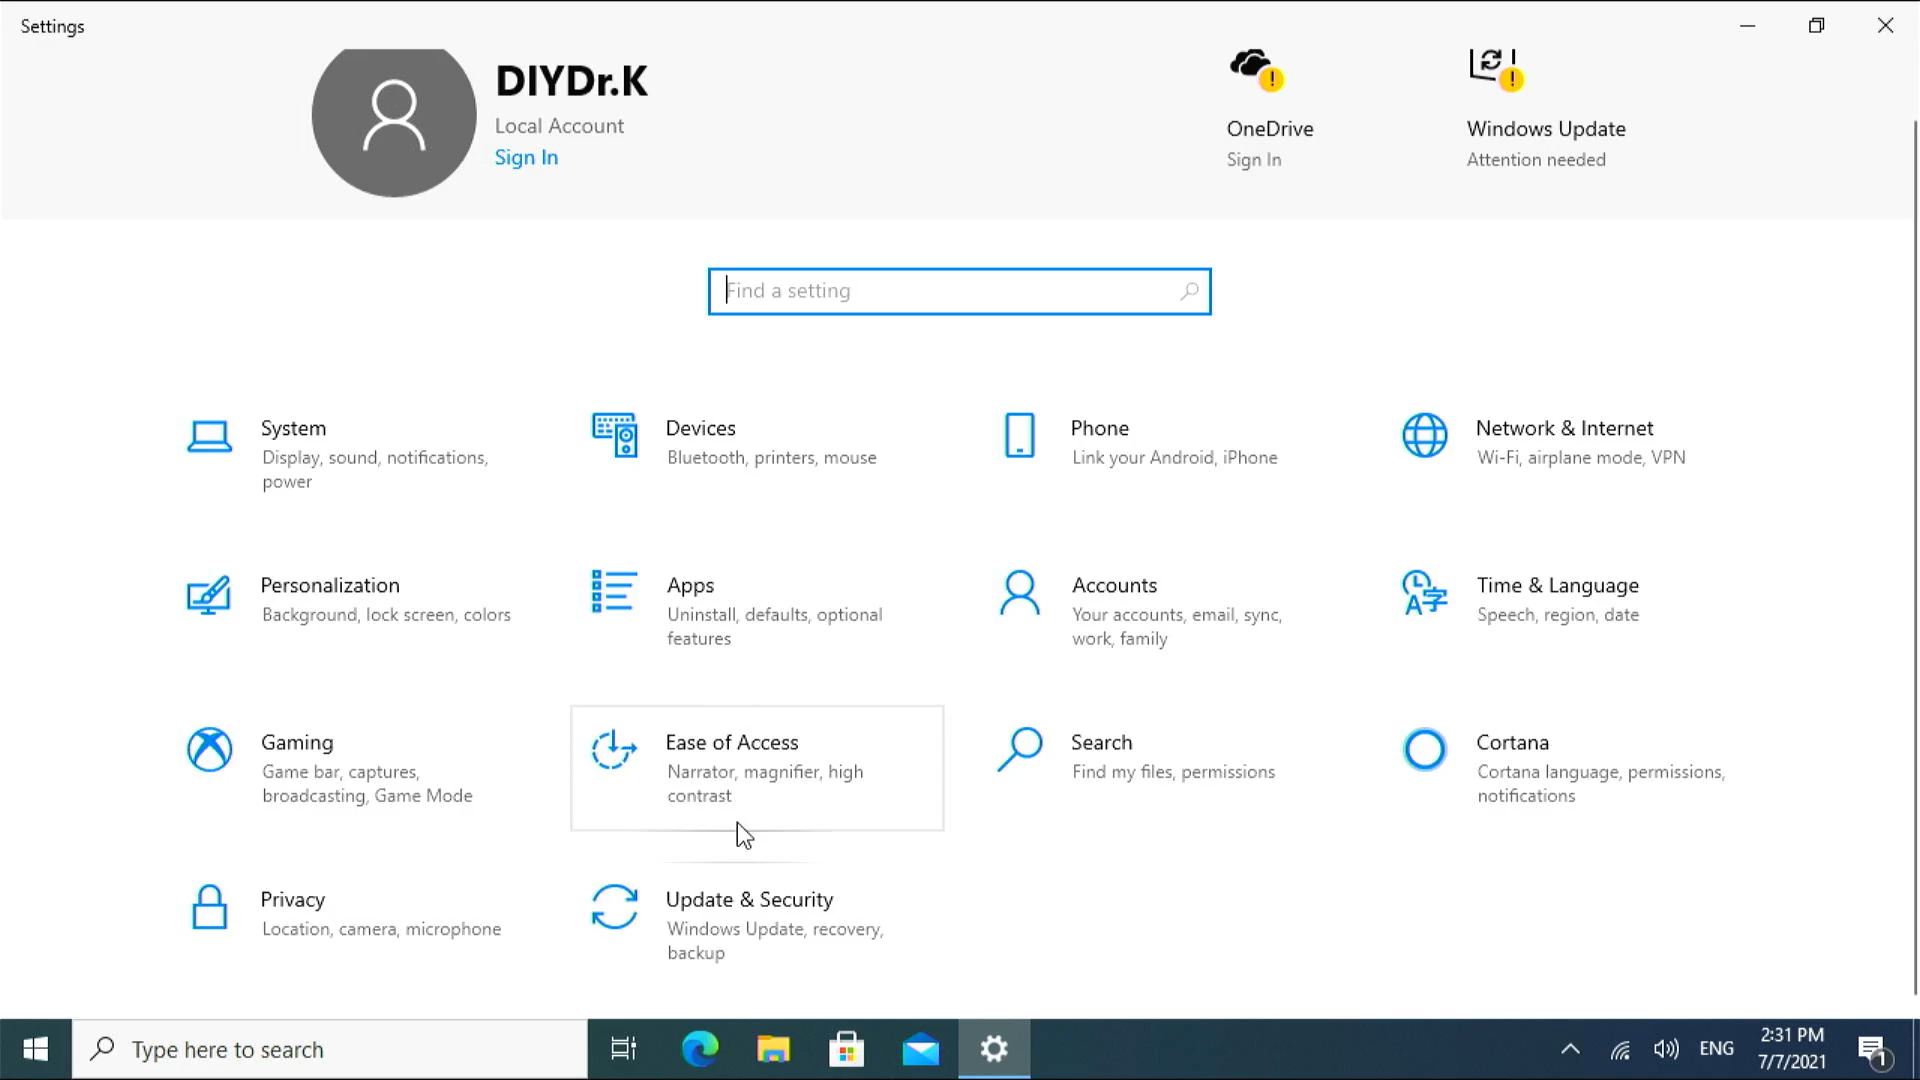 Settings
DIYDr.K
Local Account
Sign In
OneDrive
Sign In
Windows Update
Attention needed
Find a setting
System
Display, sound, notifications,
power
Devices
Bluetooth, printers, mouse
Phone
Link your Android, iPhone
Network & Internet
Wi-Fi, airplane mode, VPN
Personalization
Background, lock screen, colors
Apps
Uninstall, defaults, optional
features
Accounts
Your accounts, email, sync,
work, family
Time & Language
Speech, region, date
Gaming
Game bar, captures,
broadcasting, Game Mode
Ease of Access
Narrator, magnifier, high
contrast
Search
Find my files, permissions
Cortana
Cortana language, permissions,
notifications
Privacy
Location, camera, microphone
Update & Security
Windows Update, recovery,
backup
Type here to search
ENG
2:31 PM
7/7/2021
1